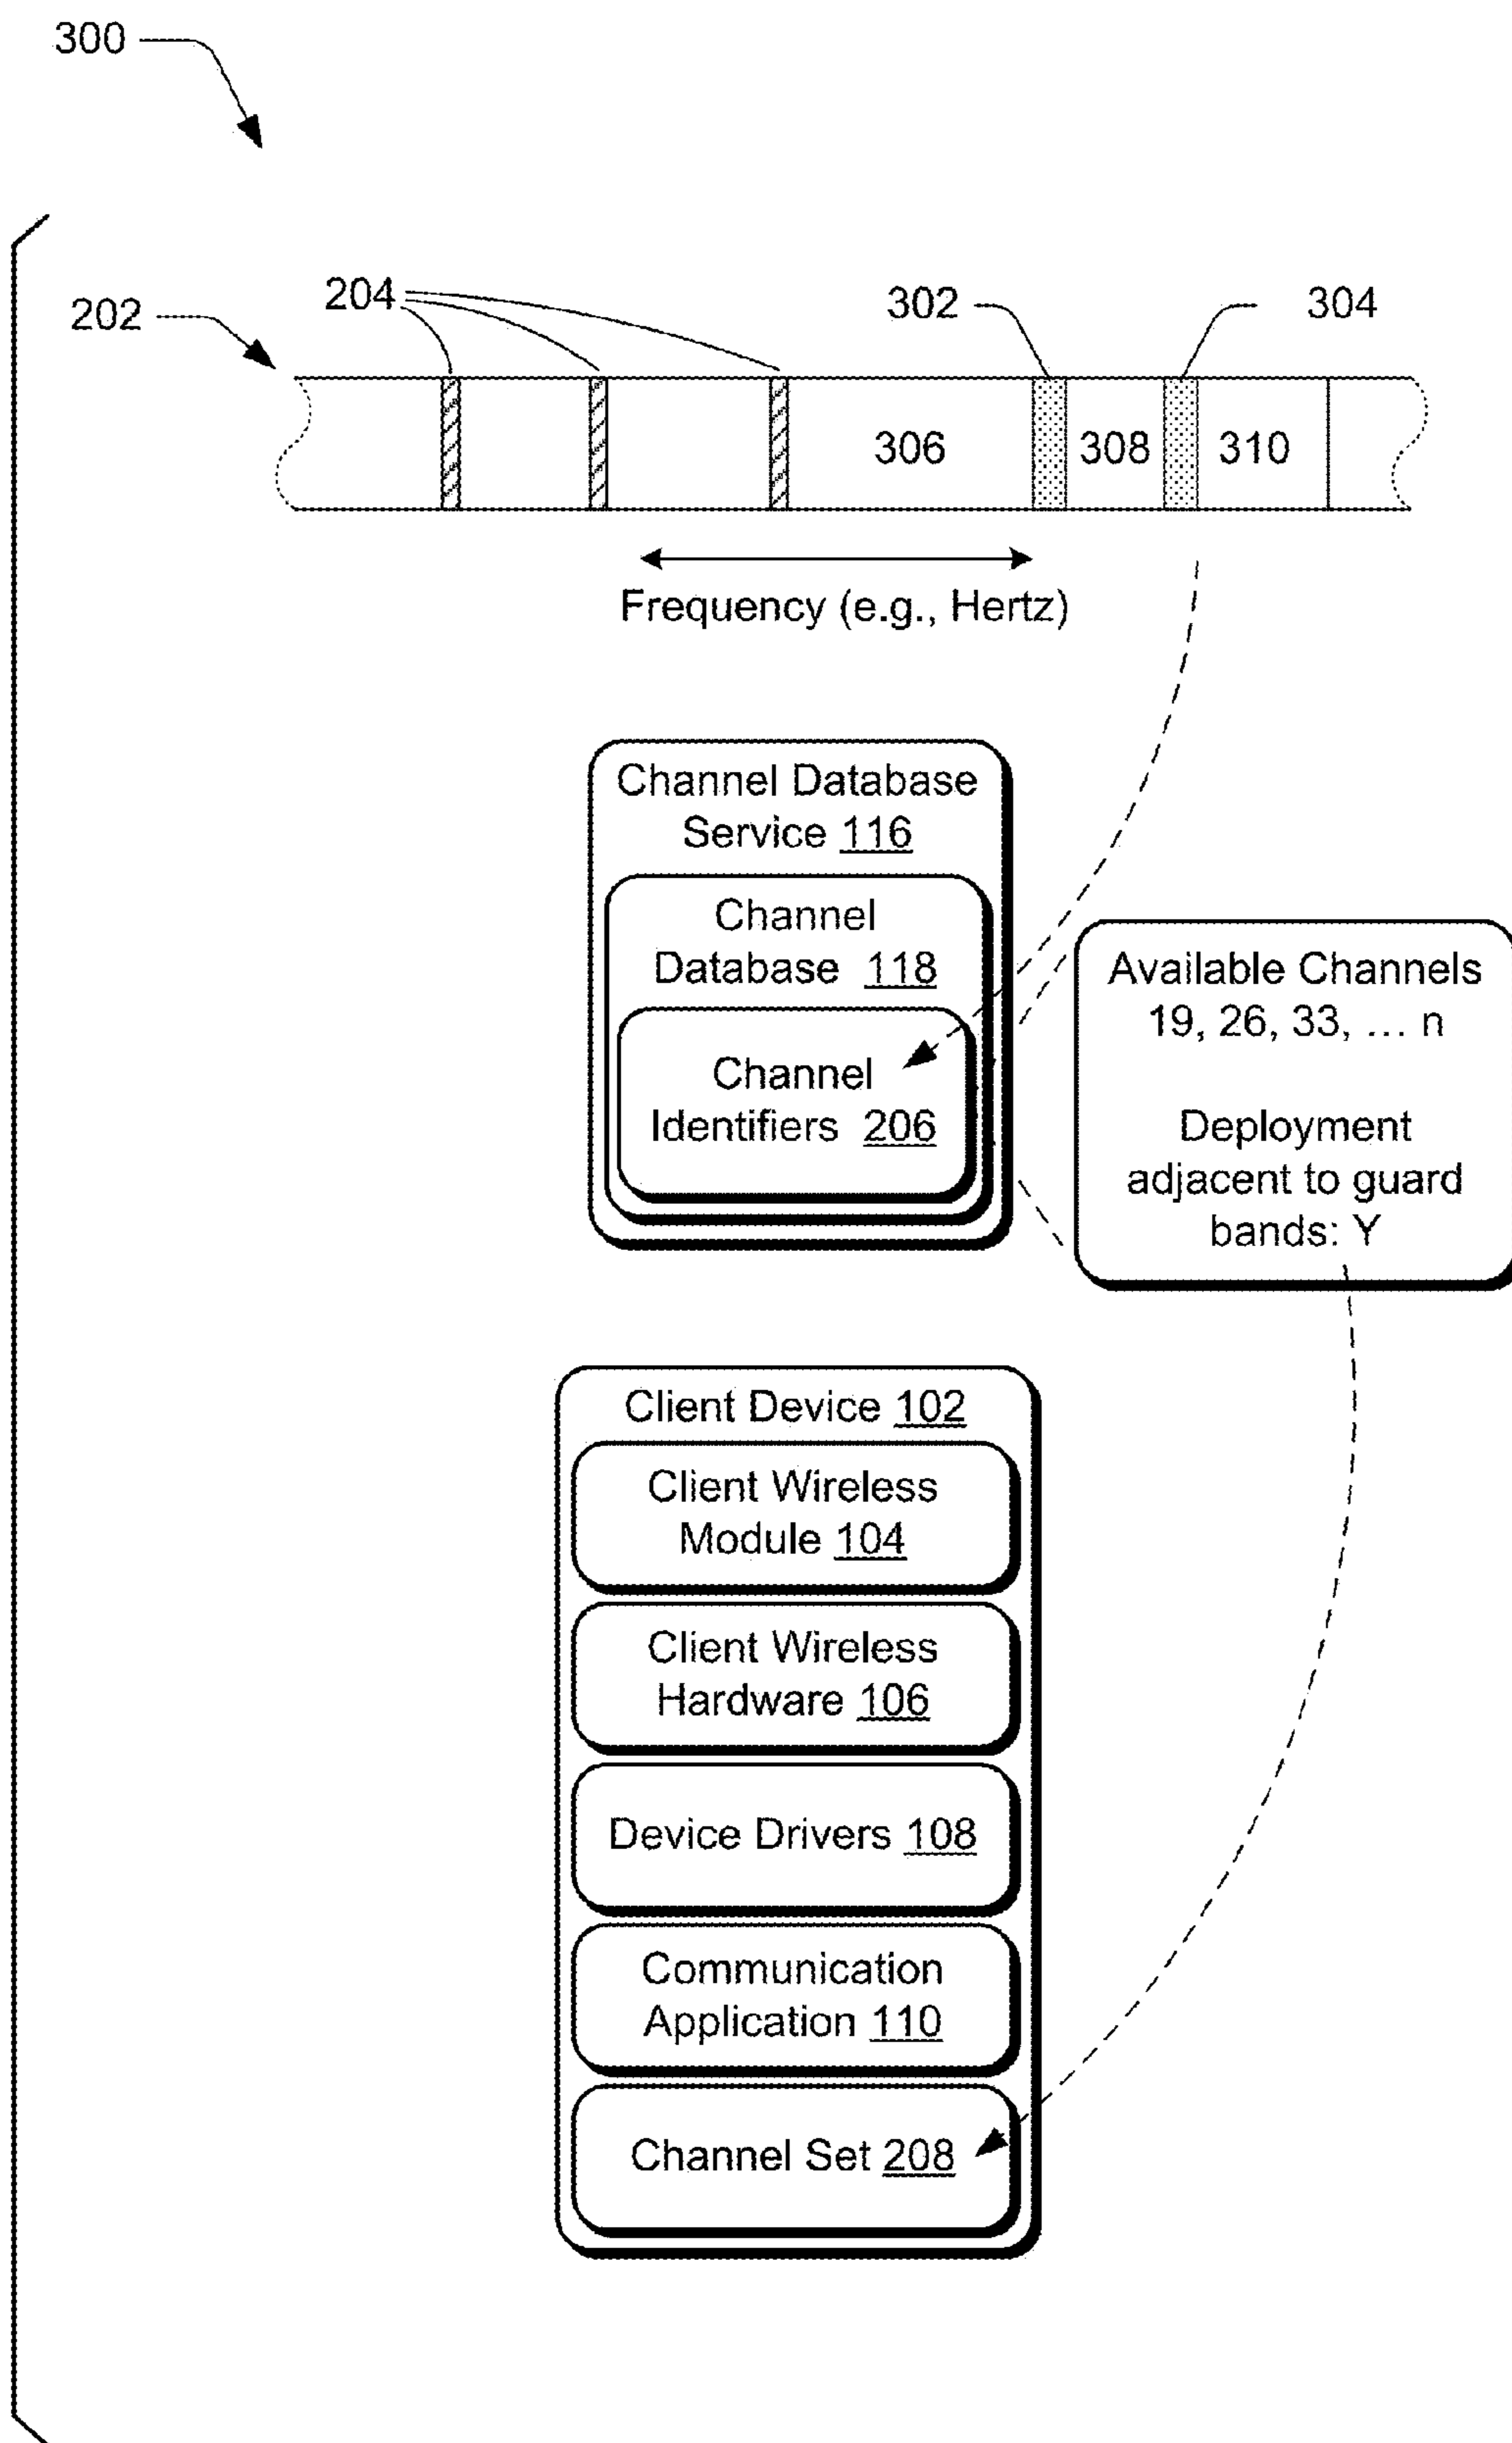 300
202
204
302
304
306
308
310
Frequency (e.g., Hertz)
Channel Database
Service 116
Channel
Database 118
Channel
Identifiers 206
Available Channels
19, 26, 33, ... n
Deployment
adjacent to guard
bands: Y
Client Device 102
Client Wireless
Module 104
Client Wireless
Hardware 106
Device Drivers 108
Communication
Application 110
Channel Set 208